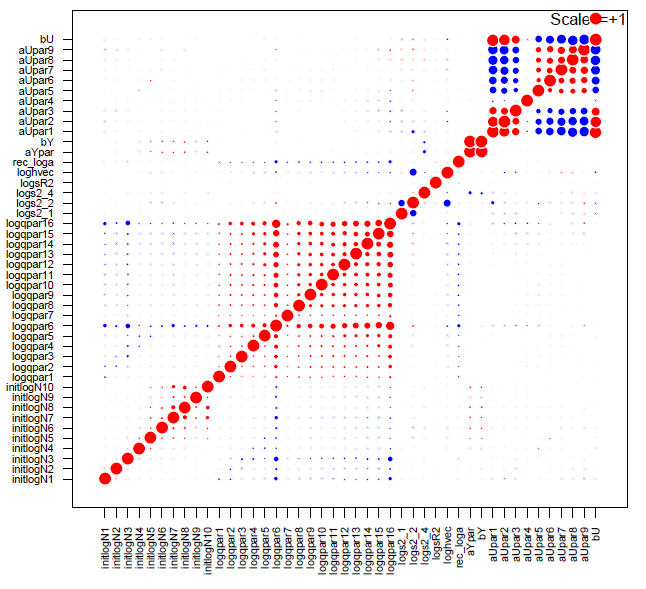 Scale =+1
bU
aUpar9
aUpar8
aUpar7
aUpar6
aUpar5
aUpar4
aUpar3
aUpar2
aUpar1
bY
aYpar
rec_loga
loghvec
logsR2
logs2_4
logs2_2
logs2_1
logqpar16
logqpar15
logqpar14
logqpar13
logqpar12
logqpar11
logqpar10
logqpar9
logqpar8
logqpar7
logqpar6
logqpar5
logqpar4
logqpar3
logqpar2
logqpar1
initlogN10
initlogN9
initlogN8
initlogN7
initlogN6
initlogN5
initlogN4
initlogN3
initlogN2
initlogN1
initlogN1
initlogN2
initlogN3
initlogN4
initlogN5
initlogN6
initlogN7
initlogN8
initlogN9
initlogN10
logqpar1
logqpar2
logqpar3
logqpar4
logqpar5
logqpar6
logqpar7
logqpar8
logqpar9
logqpar10
logqpar11
logqpar12
logqpar13
logqpar14
logqpar15
logqpar16
logs2_1
logs2_2
logs2_4
logsR2
loghvec
rec_loga
aYpar
bY
aUpar1
aUpar2
aUpar3
aUpar4
aUpar5
aUpar6
aUpar7
aUpar8
aUpar9
bU